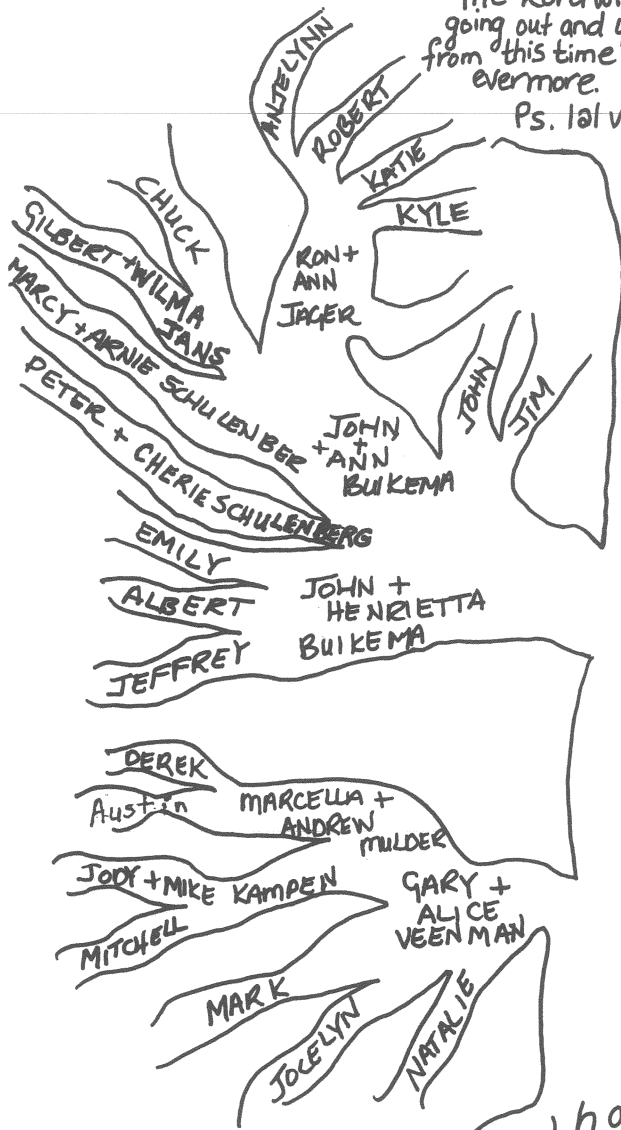 The
going out and
from this time
evermore.
Ps. 121 v
ANJELYNN
ROBERT
KATIE
KYLE
CHUCK
GILBERT + WILMA
JANS
RON +
ANN
JAGER
MARCY + ARNIE SCHULENBER
PETER + CHERIE SCHULENBERG
JOHN
JIM
JOHN
+ + ANN
BUIKEMA
EMILY
ALBERT
JEFFREY
JOHN +
HENRIETTA
BUIKEMA
DEREK
Austin
MARCELLA +
ANDREW
MULDER
JODY + MIKE KAMPEN
MITCHELL
GARY +
ALICE
VEENMAN
MARK
JOCELYN
NATALIE